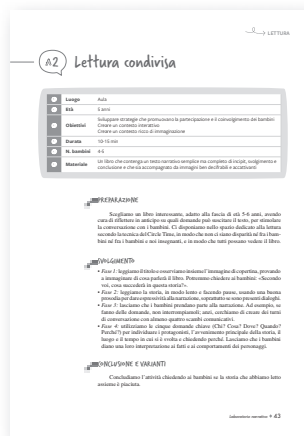 LETTURA
A2 Lettura condivisa
Luogo Aula
Età 5 anni
Obiettivi Sviluppare strategie che promuovano la partecipazione e il coinvolgimento dei bambini
Creare un contesto interattivo
Creare un contesto ricco di immaginazione
Durata 10-15 min
N. bambini 4-5
Materiale Un libro che contenga un testo narrativo semplice ma completo di incipit, svolgimento e
conclusione e che sia accompagnato da immagini ben decifrabili e accattivanti
PREPARAZIONE
Scegliamo un libro interessante, adatto alla fascia di età 5-6 anni, avendo
cura di riflettere in anticipo su quali domande può suscitare il testo, per stimolare
la conversazione con i bambini. Ci disponiamo nello spazio dedicato alla lettura
secondo la tecnica del Circle Time, in modo che non ci siano disparità né fra i bam-
bini né fra i bambini e noi insegnanti, e in modo che tutti possano vedere il libro.
SVOLGIMENTO
• Fase 1: leggiamo il titolo e osserviamo insieme l'immagine di copertina, provando
a immaginare di cosa parlerà il libro. Potremmo chiedere ai bambini: «Secondo
voi, cosa succederà in questa storia?».
• Fase 2: leggiamo la storia, in modo lento e facendo pause, usando una buona
prosodia per dare espressività alla narrazione, soprattutto se sono presenti dialoghi.
• Fase 3: lasciamo che i bambini prendano parte alla narrazione. Ad esempio, se
fanno delle domande, non interrompiamoli; anzi, cerchiamo di creare dei turni
di conversazione con almeno quattro scambi comunicativi.
• Fase 4: utilizziamo le cinque domande chiave (Chi? Cosa? Dove? Quando?
Perché?) per individuare i protagonisti, l'avvenimento principale della storia, il
luogo e il tempo in cui si è svolta e chiedendo perché. Lasciamo che i bambini
diano una loro interpretazione ai fatti e ai comportamenti dei personaggi.
CONCLUSIONE E VARIANTI
Concludiamo l'attività chiedendo ai bambini se la storia che abbiamo letto
assieme è piaciuta.
Laboratorio narrativo • 43